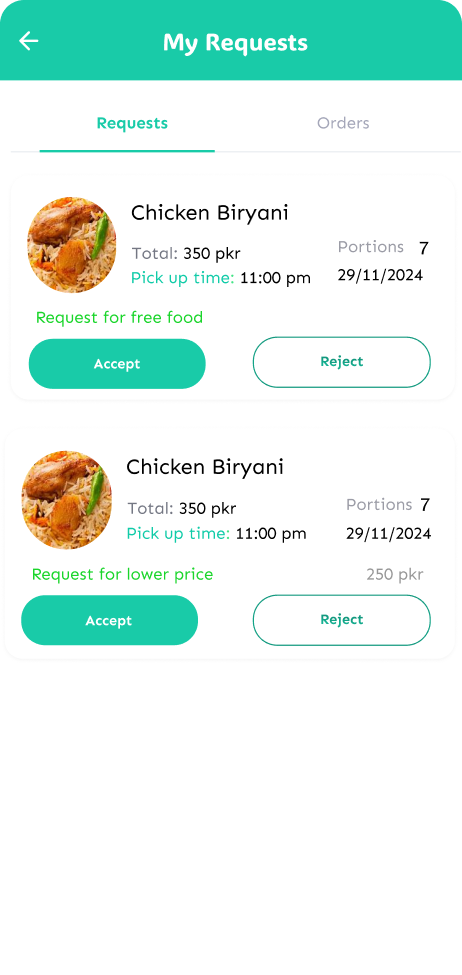 My Requests
Requests Orders
Chicken Biryani
Total: 350 pkr Portions 7
Pick up time: 11:00 pm 29/11/2024
Request for free food
Accept Reject
Chicken Biryani
Total: 350 pkr Portions 7
Pick up time: 11:00 pm 29/11/2024
Request for lower price 250 pkr
Accept Reject